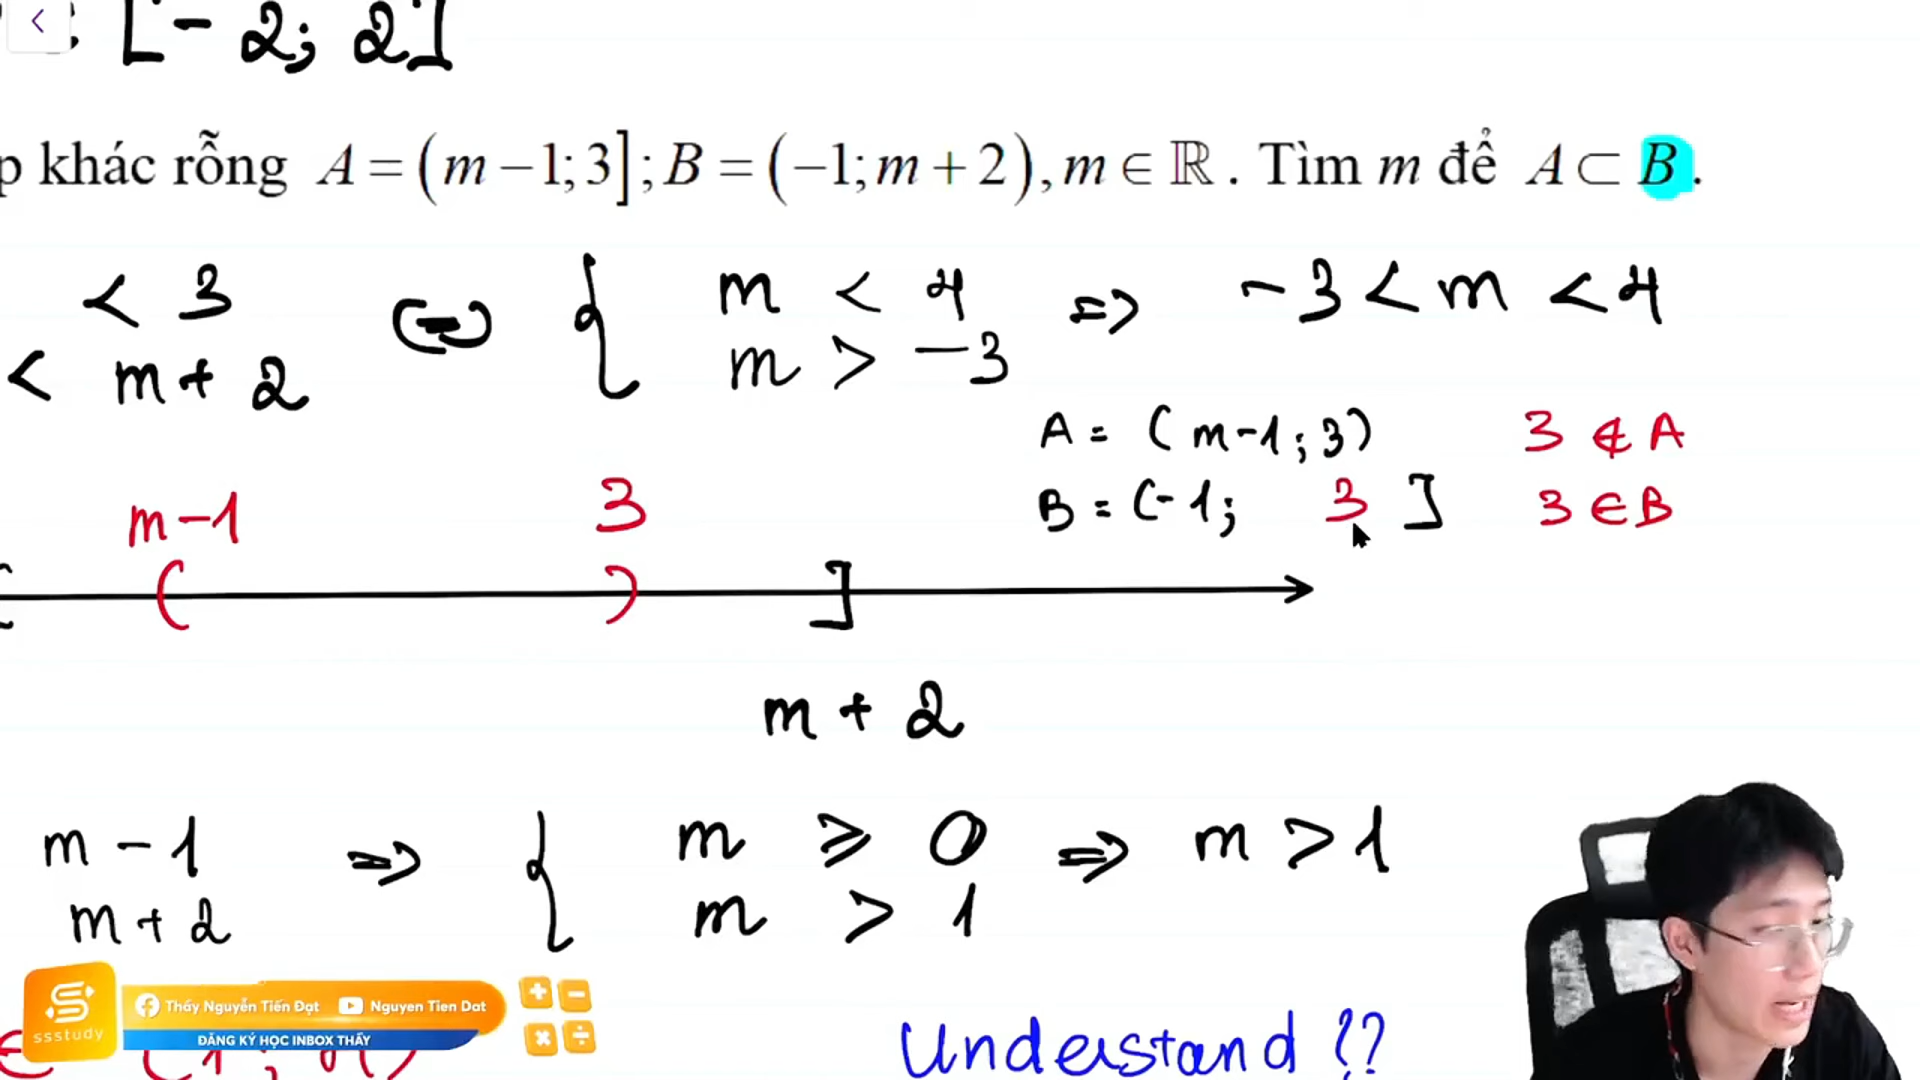 [-2; 2]
khác rỗng A = (m − 1; 3]; B = (−1; m + 2), m ∈ ℝ. Tìm m để A ⊂ B.
< 3 ⇔ { m < 4 => -3 < m < 4
< m + 2 m > -3
A = (m-1; 3) 3 ∉ A
m-1 3 B = (-1; 3] 3 ∈ B
( ) ]
m + 2
m - 1 => { m ⩾ 0 => m > 1
m + 2 m > 1
Thầy Nguyễn Tiến Đạt Nguyen Tien Dat
ssstudy
ĐĂNG KÝ HỌC INBOX THẦY
Understand !??